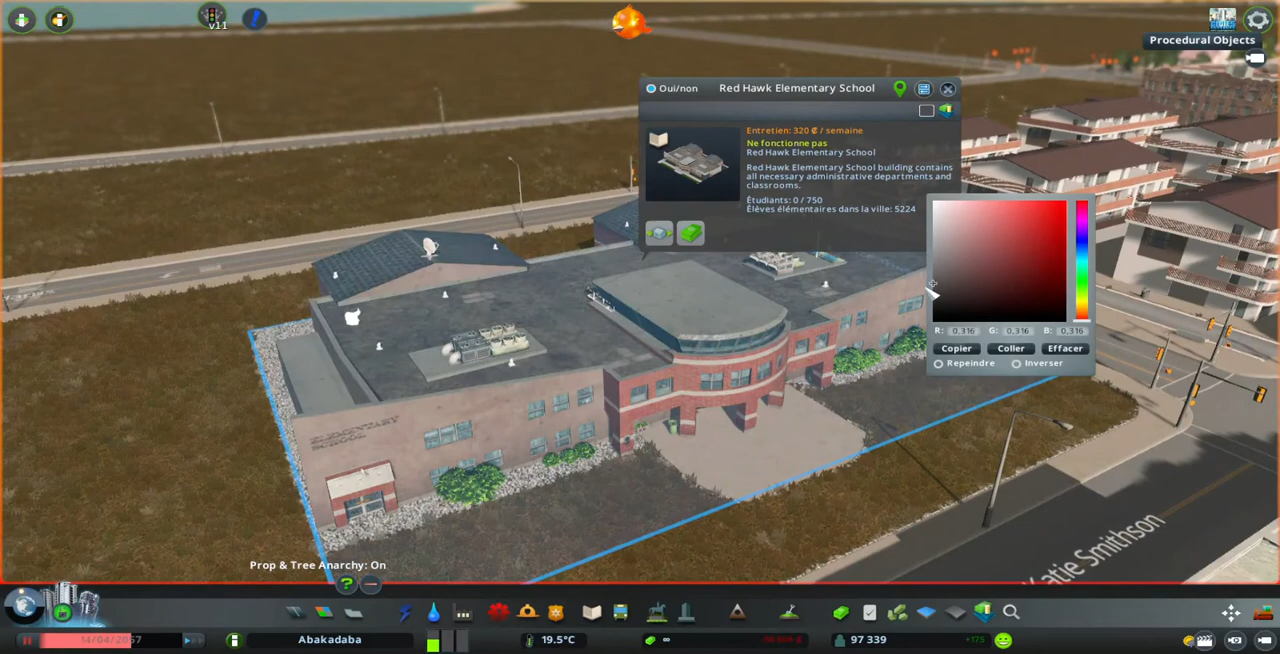 v11
Procedural Objects
Oui/non
Red Hawk Elementary School
Entretien: 320 ₡ / semaine
Ne fonctionne pas
Red Hawk Elementary School
Red Hawk Elementary School building contains
all necessary administrative departments and
classrooms.
Étudiants: 0 / 750
Élèves élémentaires dans la ville: 5224
R: 0,316 G: 0,316 B: 0,316
Copier Coller Effacer
Repeindre Inverser
ELEMENTARY
SCHOOL
Katie Smithson
Prop & Tree Anarchy: On
14/04/2057
Abakadaba
19.5°C
∞
97 339
+175